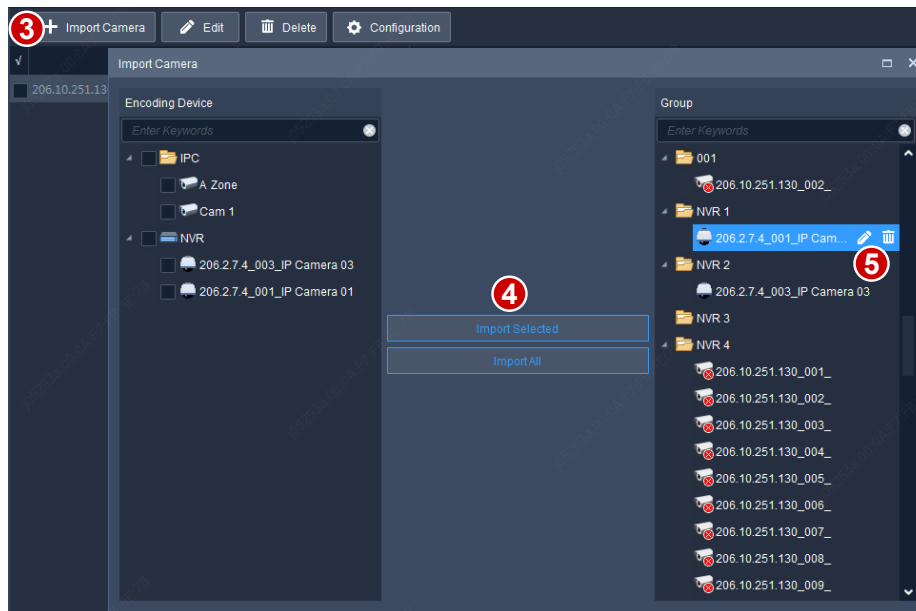 3
Import Camera
Edit
Delete
Configuration
√
Import Camera
206.10.251.13
Encoding Device
Enter Keywords
IPC
A Zone
Cam 1
NVR
206.2.7.4_003_IP Camera 03
206.2.7.4_001_IP Camera 01
4
Import Selected
Import All
Group
Enter Keywords
001
206.10.251.130_002_
NVR 1
206.2.7.4_001_IP Cam...
5
NVR 2
206.2.7.4_003_IP Camera 03
NVR 3
NVR 4
206.10.251.130_001_
206.10.251.130_002_
206.10.251.130_003_
206.10.251.130_004_
206.10.251.130_005_
206.10.251.130_006_
206.10.251.130_007_
206.10.251.130_008_
206.10.251.130_009_